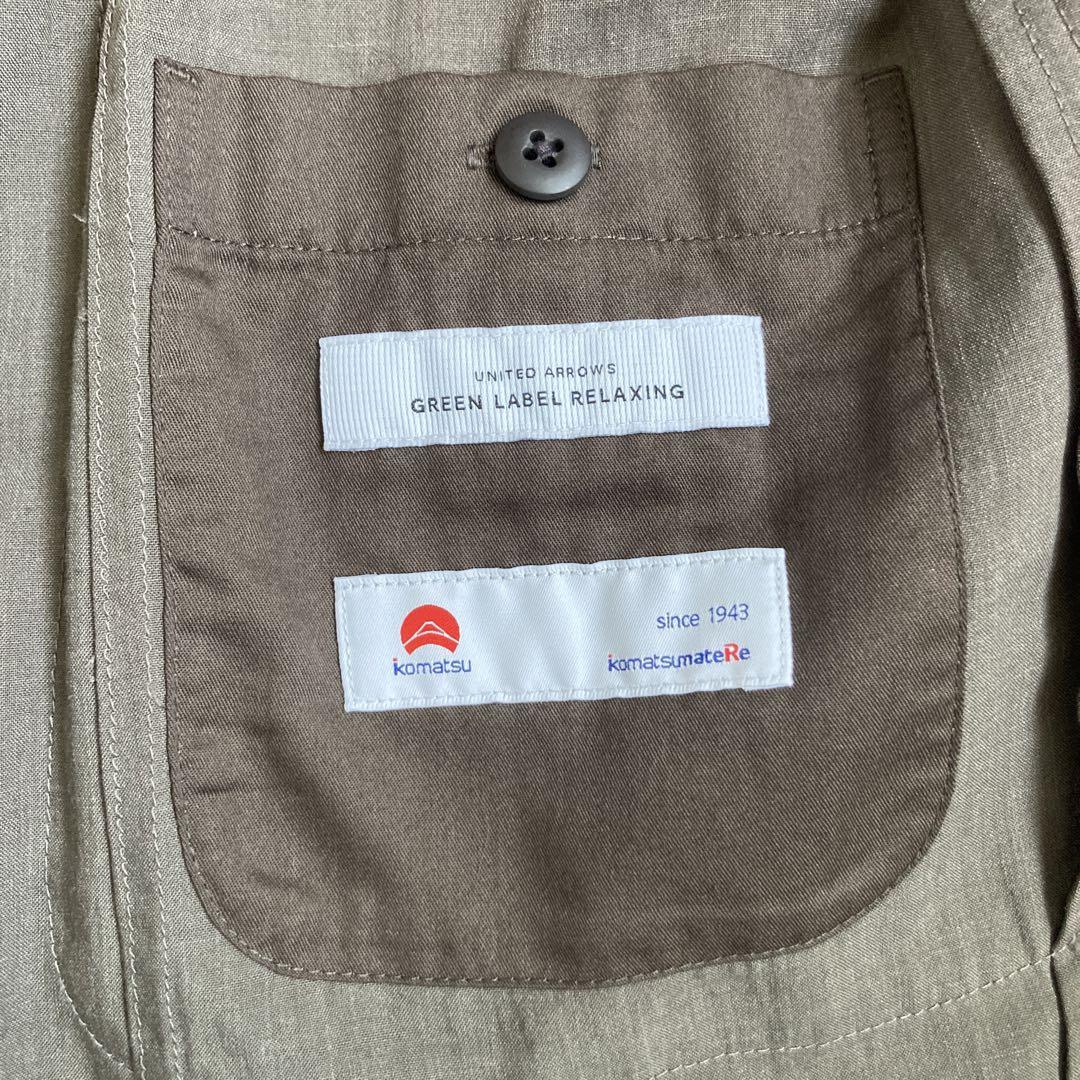 UNITED ARROWS
GREEN LABEL RELAXING
komatsu
since 1943
komatsumateRe